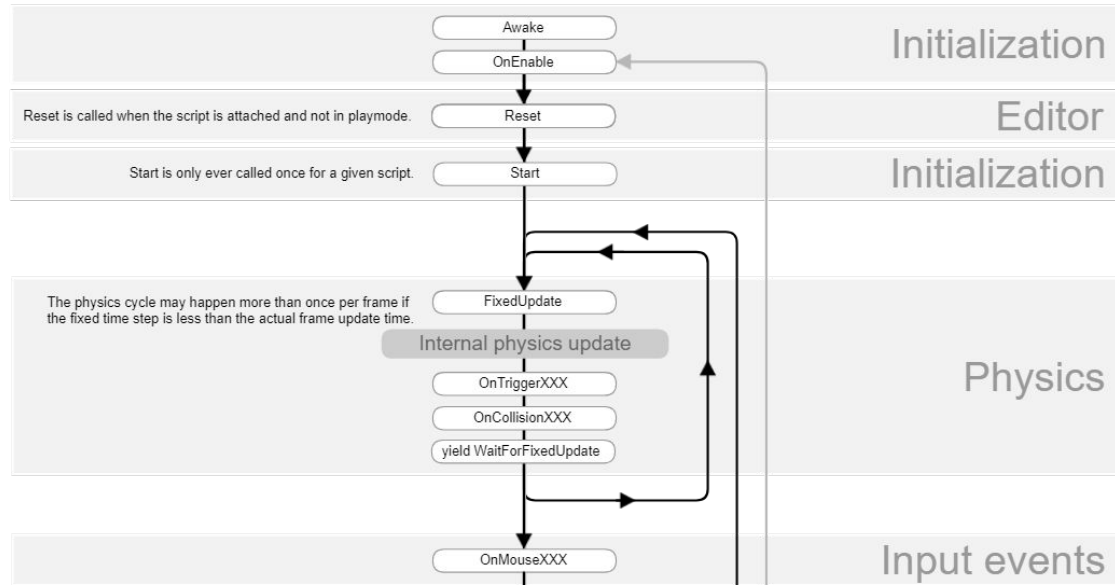 Awake
Initialization
OnEnable
Reset is called when the script is attached and not in playmode.
Reset
Editor
Start is only ever called once for a given script.
Start
Initialization
The physics cycle may happen more than once per frame if
the fixed time step is less than the actual frame update time.
FixedUpdate
Internal physics update
Physics
OnTriggerXXX
OnCollisionXXX
yield WaitForFixedUpdate
OnMouseXXX
Input events